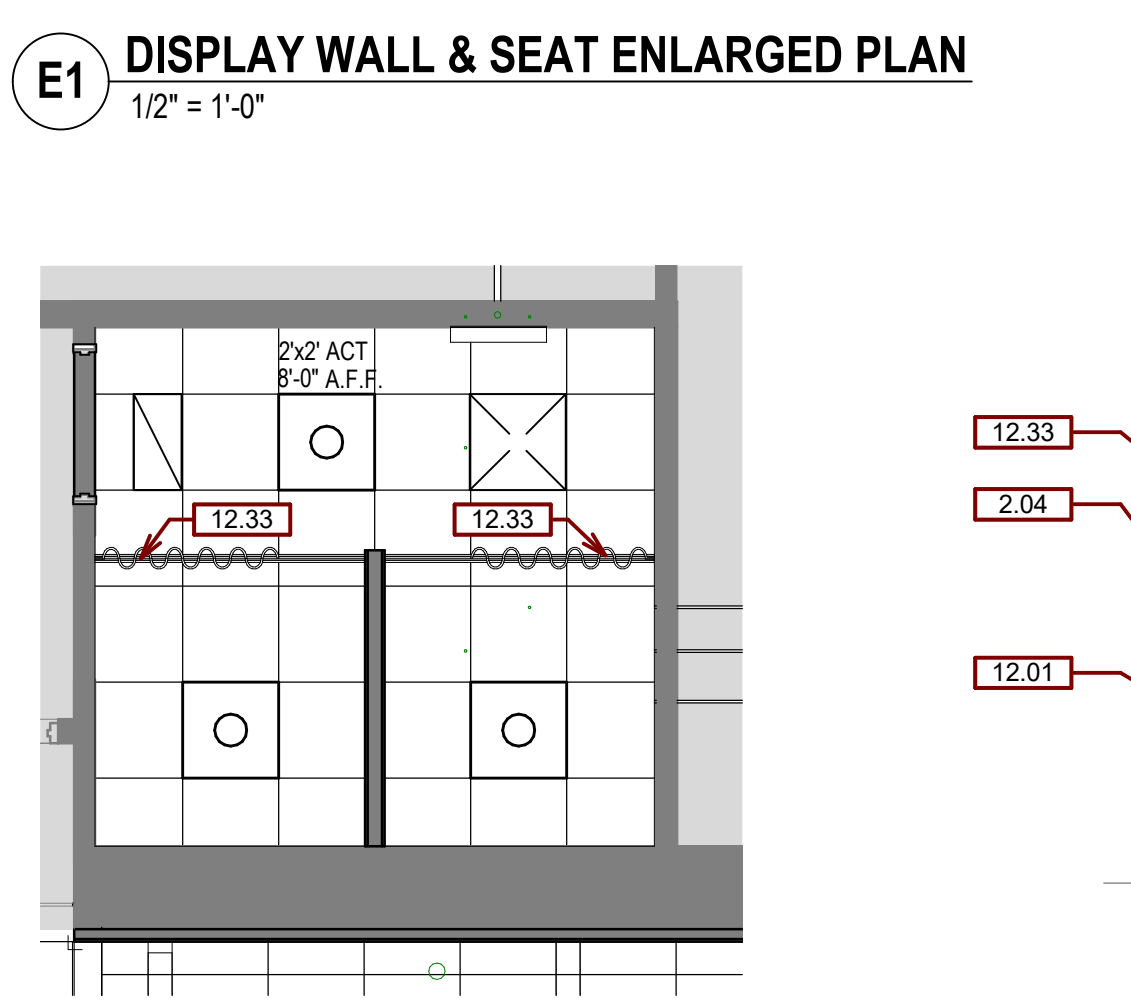 E1
DISPLAY WALL & SEAT ENLARGED PLAN
1/2" = 1'-0"
2'x2' ACT
8'-0" A.F.F.
12.33
12.33
12.33
2.04
12.01